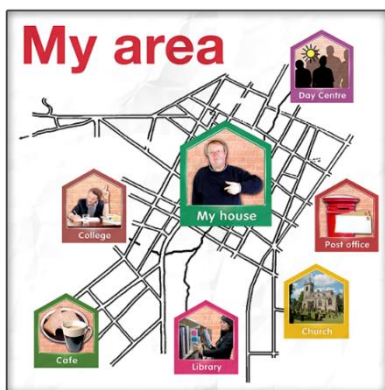 My area
Day Centre
My house
College
Post office
Church
Cafe
Library